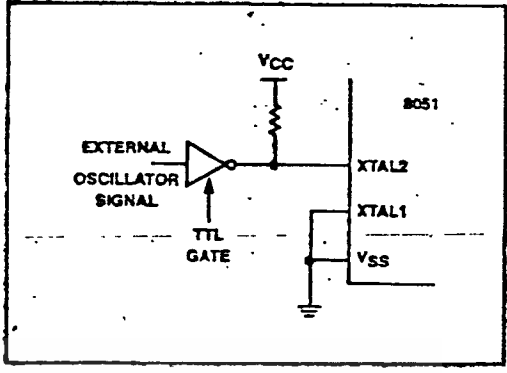 VCC
8051
EXTERNAL
OSCILLATOR
SIGNAL
XTAL2
XTAL1
TTL
GATE
VSS